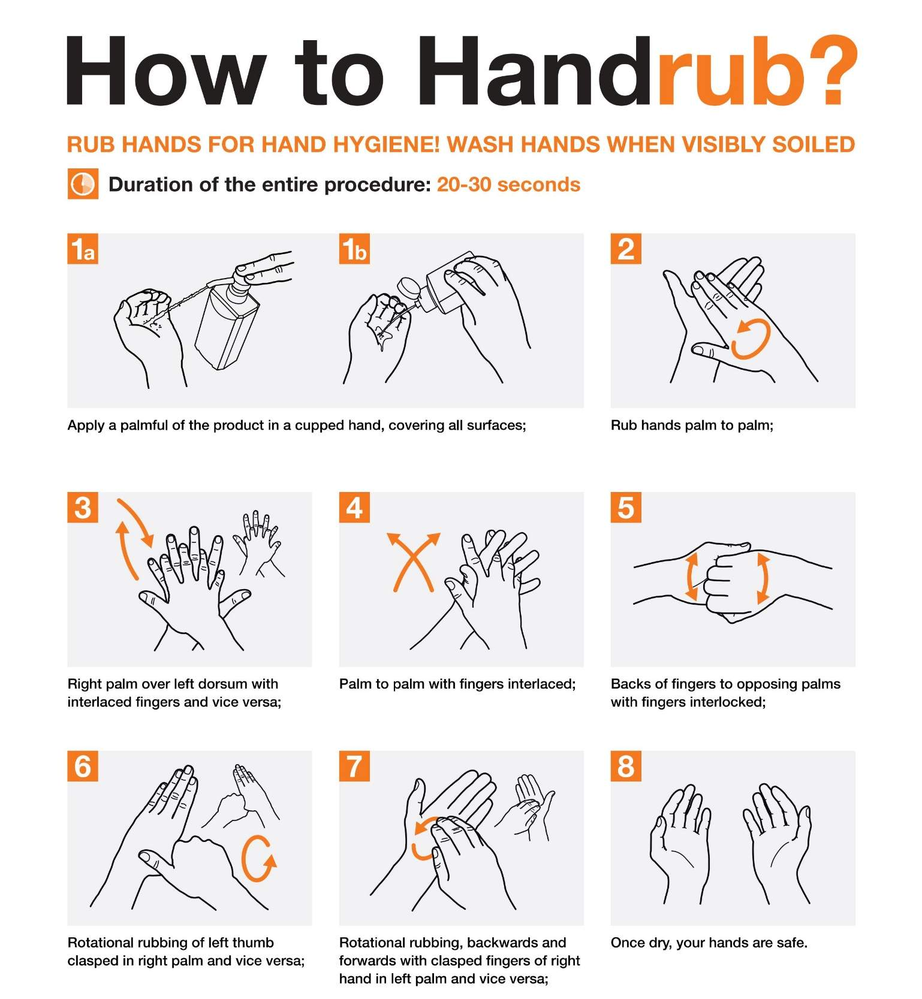 How to Handrub?
RUB HANDS FOR HAND HYGIENE! WASH HANDS WHEN VISIBLY SOILED
Duration of the entire procedure: 20-30 seconds
1a
1b
Apply a palmful of the product in a cupped hand, covering all surfaces;
2
Rub hands palm to palm;
3
Right palm over left dorsum with
interlaced fingers and vice versa;
4
Palm to palm with fingers interlaced;
5
Backs of fingers to opposing palms
with fingers interlocked;
6
Rotational rubbing of left thumb
clasped in right palm and vice versa;
7
Rotational rubbing, backwards and
forwards with clasped fingers of right
hand in left palm and vice versa;
8
Once dry, your hands are safe.